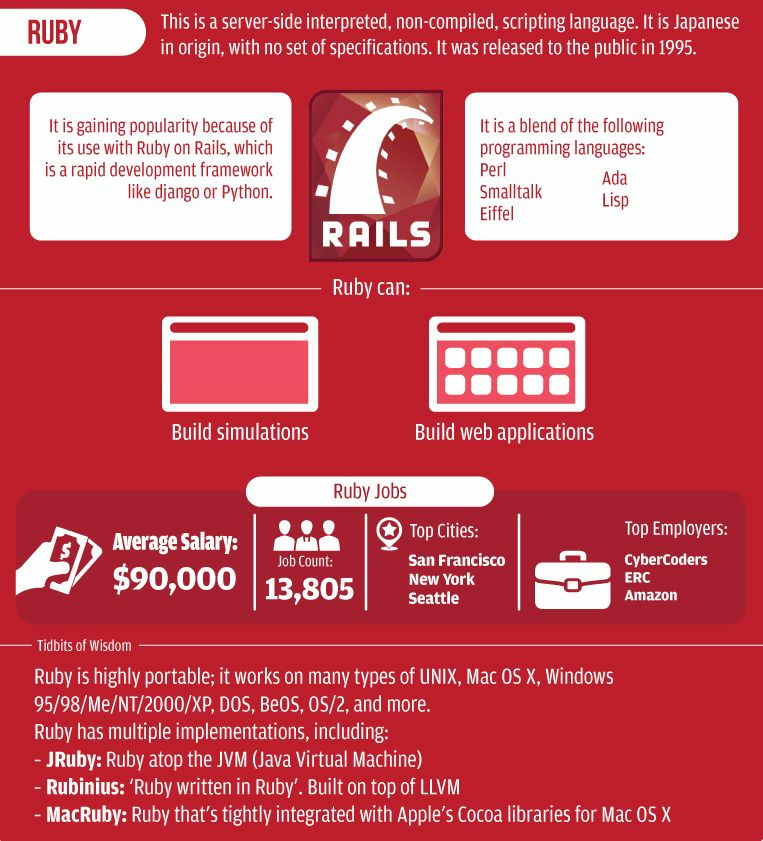 RUBY
This is a server-side interpreted, non-compiled, scripting language. It is Japanese
in origin, with no set of specifications. It was released to the public in 1995.
It is gaining popularity because of
its use with Ruby on Rails, which
is a rapid development framework
like django or Python.
RAILS
It is a blend of the following
programming languages:
Perl
Smalltalk
Eiffel
Ada
Lisp
Ruby can:
Build simulations
Build web applications
Ruby Jobs
$
Average Salary:
$90,000
Job Count:
13,805
Top Cities:
San Francisco
New York
Seattle
Top Employers:
CyberCoders
ERC
Amazon
Tidbits of Wisdom
Ruby is highly portable; it works on many types of UNIX, Mac OS X, Windows
95/98/Me/NT/2000/XP, DOS, BeOS, OS/2, and more.
Ruby has multiple implementations, including:
- JRuby: Ruby atop the JVM (Java Virtual Machine)
- Rubinius: ‘Ruby written in Ruby’. Built on top of LLVM
- MacRuby: Ruby that’s tightly integrated with Apple’s Cocoa libraries for Mac OS X